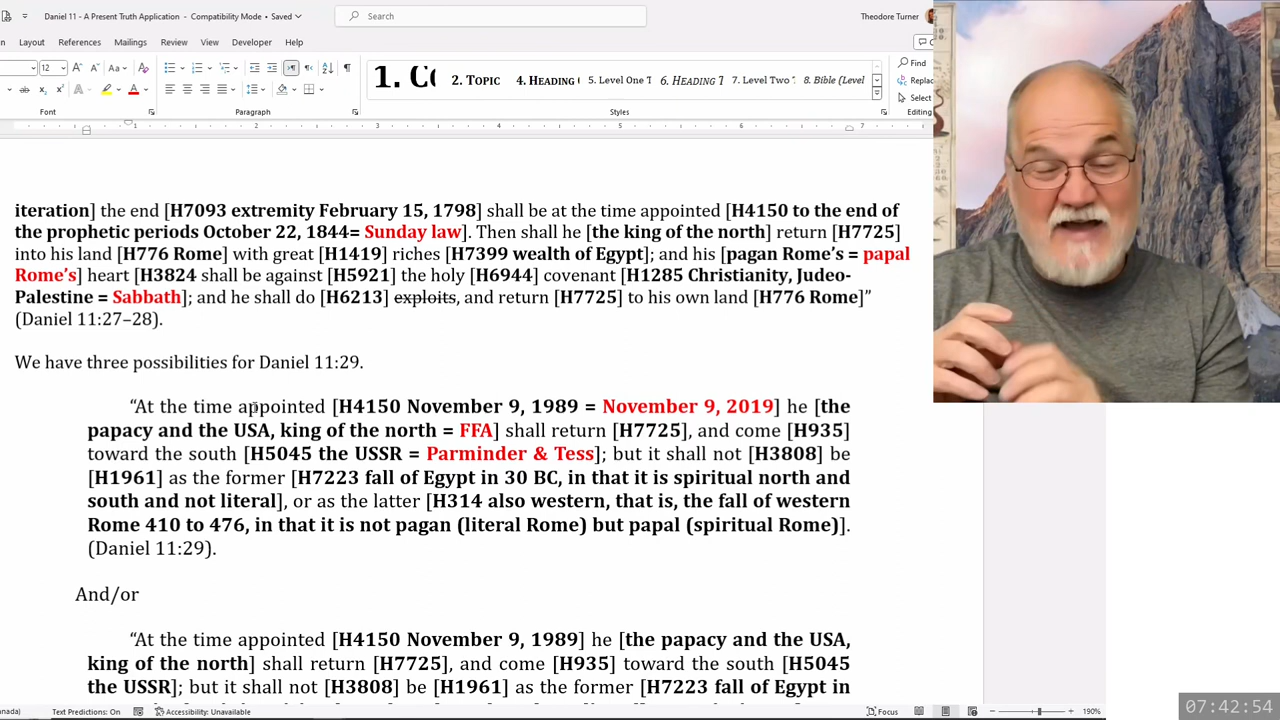 Daniel 11 - A Present Truth Application - Compatibility Mode • Saved
Search
Theodore Turner
Layout References Mailings Review View Developer Help
12 Aa
1. 2. TOPIC 4. HEADING 5. Level One 6. HEADING 7. Level Two 8. Bible (Level
Find
Replac
Select
Font Paragraph Styles Editing
1 2 3 4 5 6 7
iteration] the end [H7093 extremity February 15, 1798] shall be at the time appointed [H4150 to the end of
the prophetic periods October 22, 1844= Sunday law]. Then shall he [the king of the north] return [H7725]
into his land [H776 Rome] with great [H1419] riches [H7399 wealth of Egypt]; and his [pagan Rome’s = papal
Rome’s] heart [H3824 shall be against [H5921] the holy [H6944] covenant [H1285 Christianity, Judeo-
Palestine = Sabbath]; and he shall do [H6213] exploits, and return [H7725] to his own land [H776 Rome]”
(Daniel 11:27–28).
We have three possibilities for Daniel 11:29.
“At the time appointed [H4150 November 9, 1989 = November 9, 2019] he [the
papacy and the USA, king of the north = FFA] shall return [H7725], and come [H935]
toward the south [H5045 the USSR = Parminder & Tess]; but it shall not [H3808] be
[H1961] as the former [H7223 fall of Egypt in 30 BC, in that it is spiritual north and
south and not literal], or as the latter [H314 also western, that is, the fall of western
Rome 410 to 476, in that it is not pagan (literal Rome) but papal (spiritual Rome)].
(Daniel 11:29).
And/or
“At the time appointed [H4150 November 9, 1989] he [the papacy and the USA,
king of the north] shall return [H7725], and come [H935] toward the south [H5045
the USSR]; but it shall not [H3808] be [H1961] as the former [H7223 fall of Egypt in
Text Predictions: On Accessibility: Unavailable Focus 190%
07:42:54